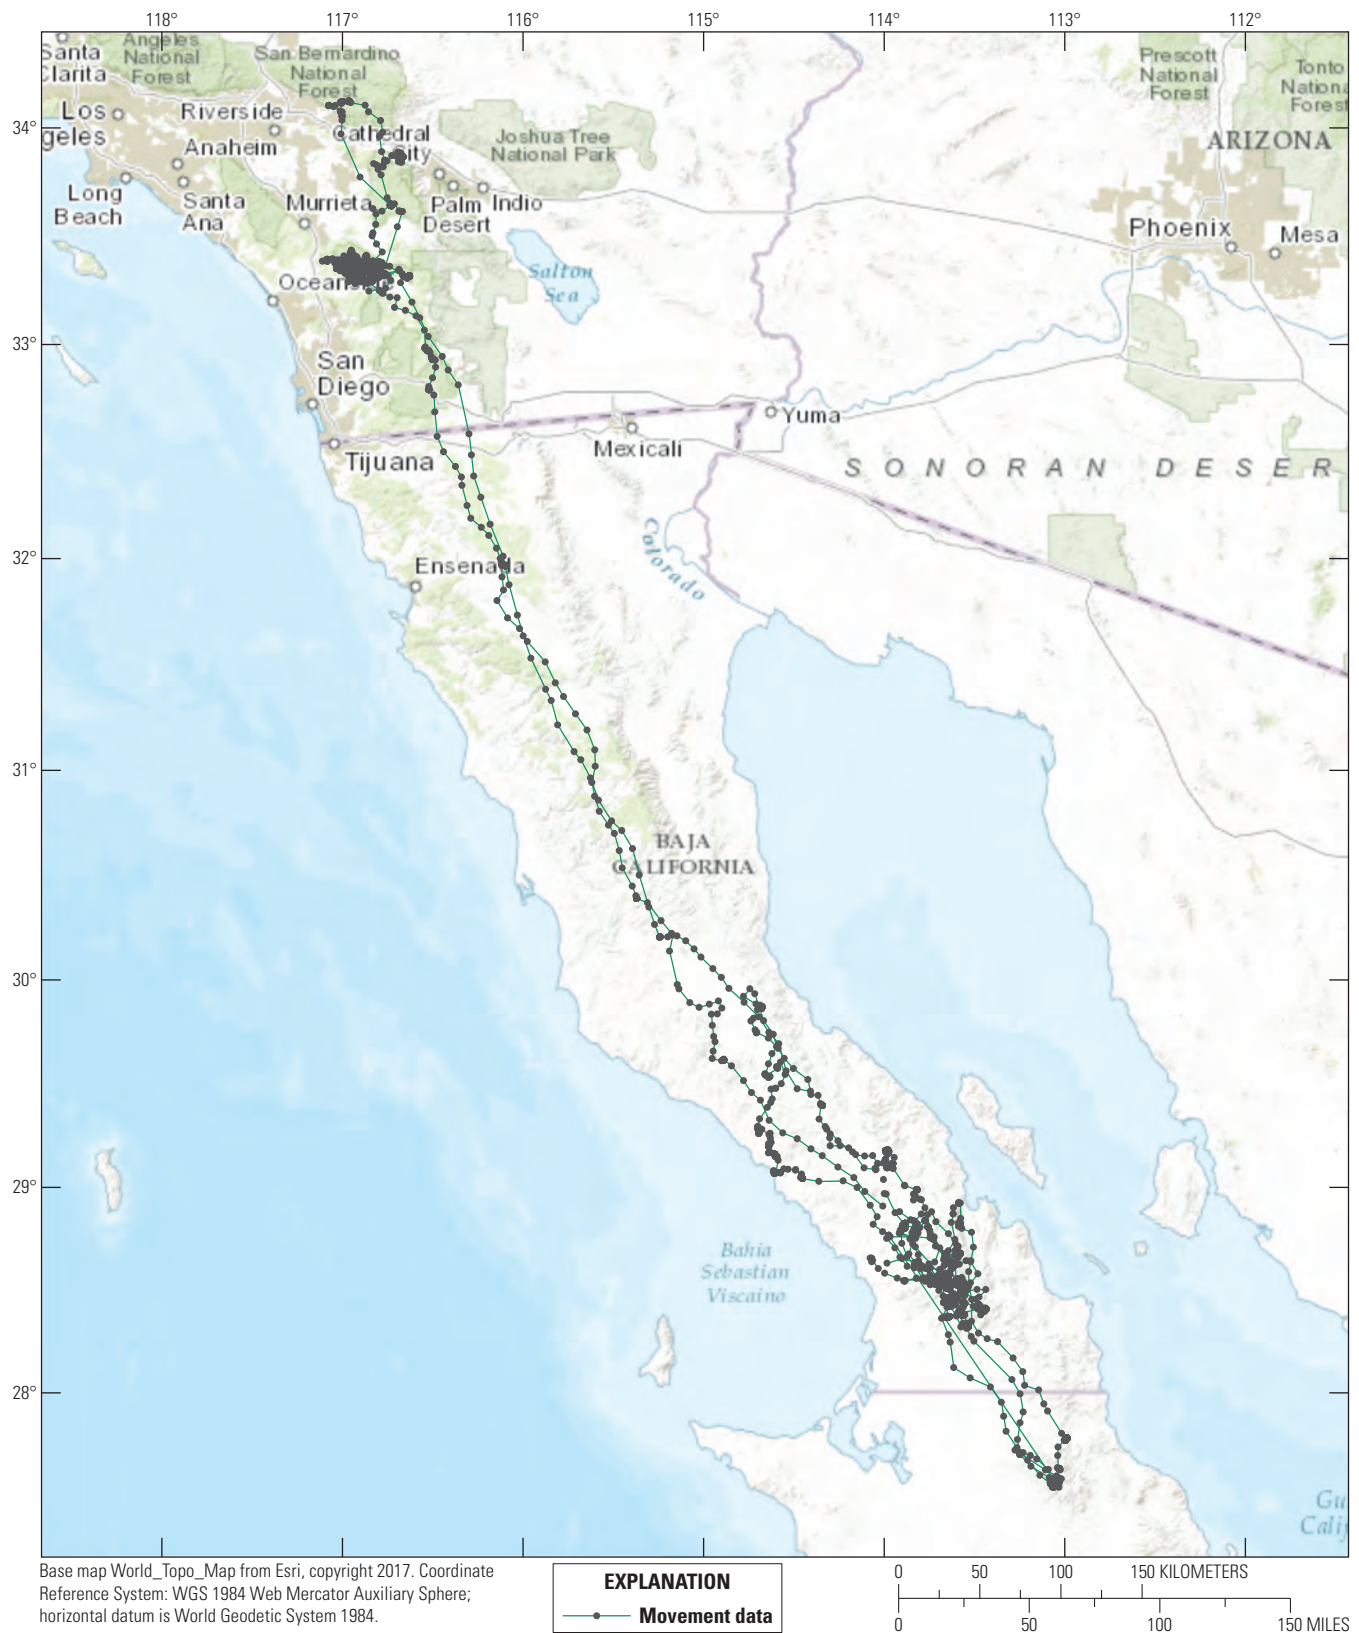 118°
117°
116°
115°
114°
113°
112°
Santa
Clarita
Angeles
National
Forest
San Bernardino
National
Forest
Prescott
National
Forest
Tonto
Nationa
Forest
Los
geles
Riverside
34°
Cathedral
City
Joshua Tree
National Park
ARIZONA
Anaheim
Long
Beach
Santa
Ana
Murrieta
Palm
Desert
Indio
Phoenix
Mesa
Salton
Sea
33°
San
Diego
Yuma
Mexicali
Tijuana
SONORAN DESER
Colorado
32°
Ensenada
31°
BAJA
CALIFORNIA
30°
29°
Bahia
Sebastian
Viscaino
28°
Gu
Calif
Base map World_Topo_Map from Esri, copyright 2017. Coordinate
Reference System: WGS 1984 Web Mercator Auxiliary Sphere;
horizontal datum is World Geodetic System 1984.
EXPLANATION
Movement data
0 50 100 150 KILOMETERS
0 50 100 150 MILES